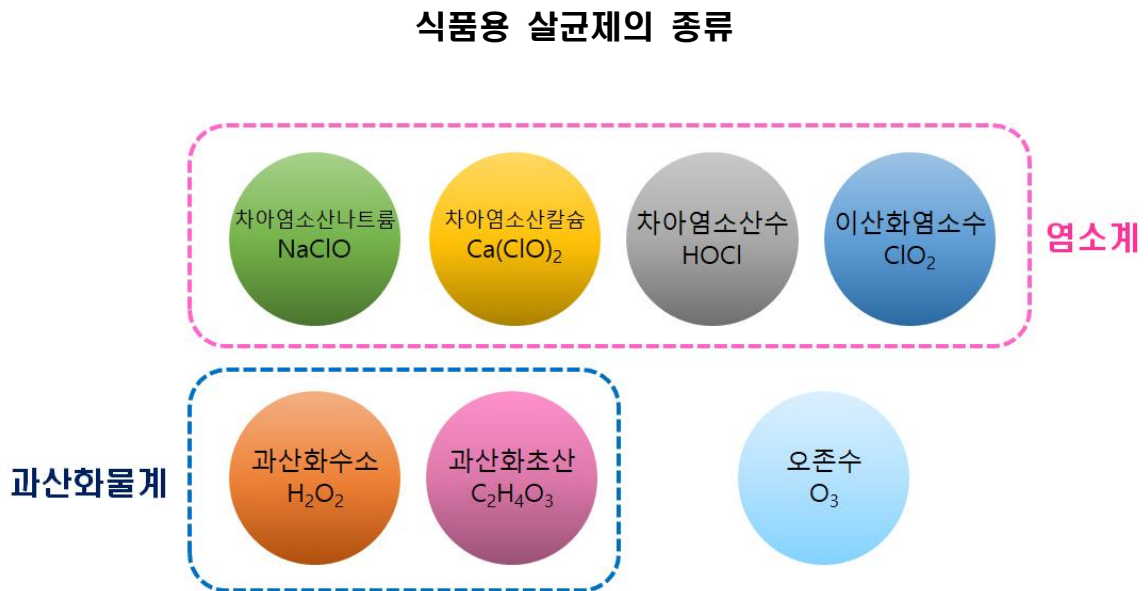 식품용 살균제의 종류
차아염소산나트륨
NaClO
차아염소산칼슘
Ca(ClO)₂
차아염소산수
HOCl
이산화염소수
ClO₂
염소계
과산화물계
과산화수소
H₂O₂
과산화초산
C₂H₄O₃
오존수
O₃